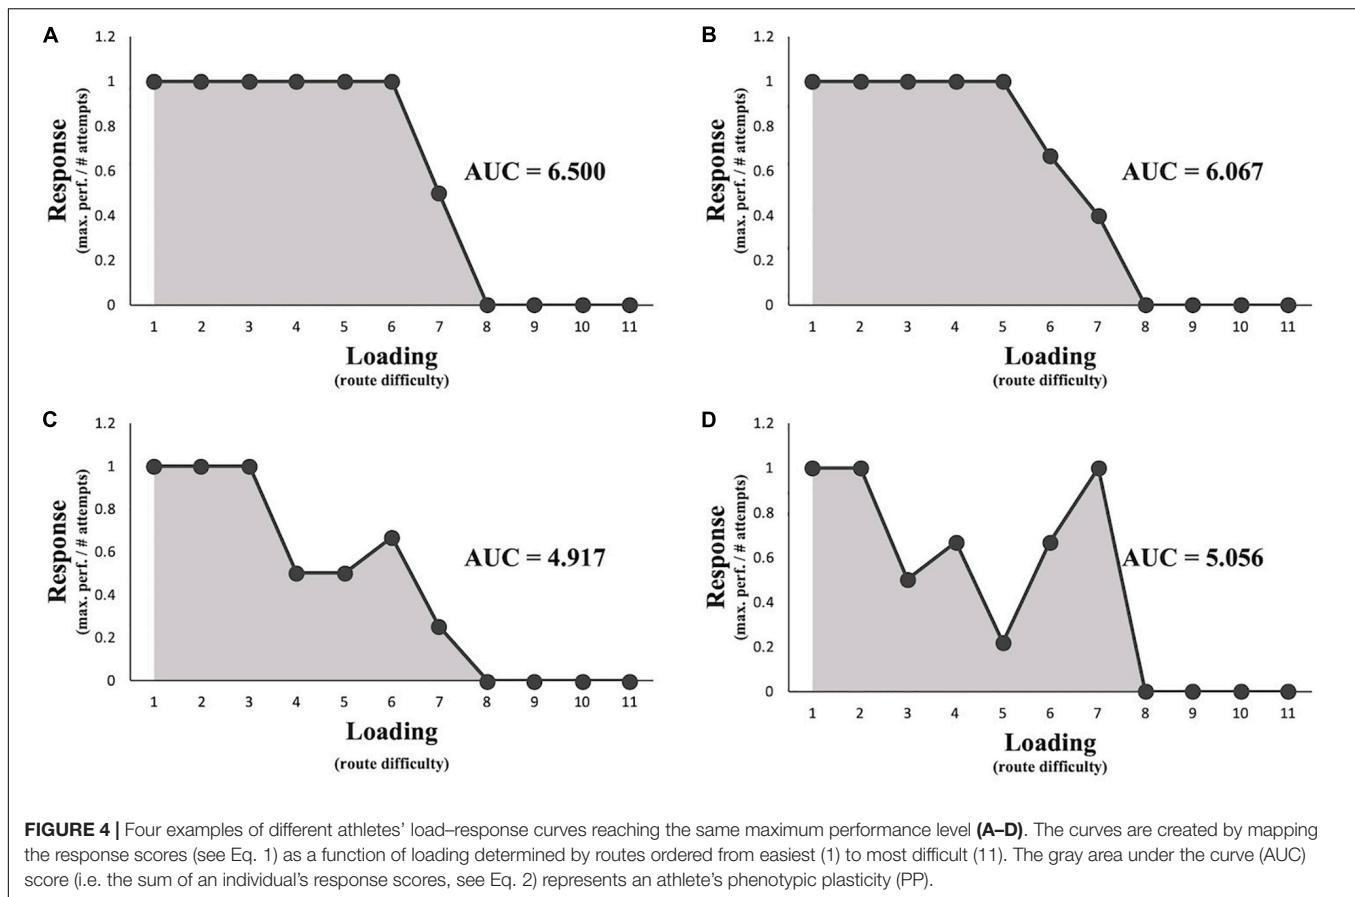 A
1.2
1
0.8
0.6
0.4
0.2
0
Response
(max. perf. / # attempts)
AUC = 6.500
1 2 3 4 5 6 7 8 9 10 11
Loading
(route difficulty)
B
1.2
1
0.8
0.6
0.4
0.2
0
Response
(max. perf. / # attempts)
AUC = 6.067
1 2 3 4 5 6 7 8 9 10 11
Loading
(route difficulty)
C
1.2
1
0.8
0.6
0.4
0.2
0
Response
(max. perf. / # attempts)
AUC = 4.917
1 2 3 4 5 6 7 8 9 10 11
Loading
(route difficulty)
D
1.2
1
0.8
0.6
0.4
0.2
0
Response
(max. perf. / # attempts)
AUC = 5.056
1 2 3 4 5 6 7 8 9 10 11
Loading
(route difficulty)
FIGURE 4 | Four examples of different athletes’ load–response curves reaching the same maximum performance level (A–D). The curves are created by mapping
the response scores (see Eq. 1) as a function of loading determined by routes ordered from easiest (1) to most difficult (11). The gray area under the curve (AUC)
score (i.e. the sum of an individual’s response scores, see Eq. 2) represents an athlete’s phenotypic plasticity (PP).